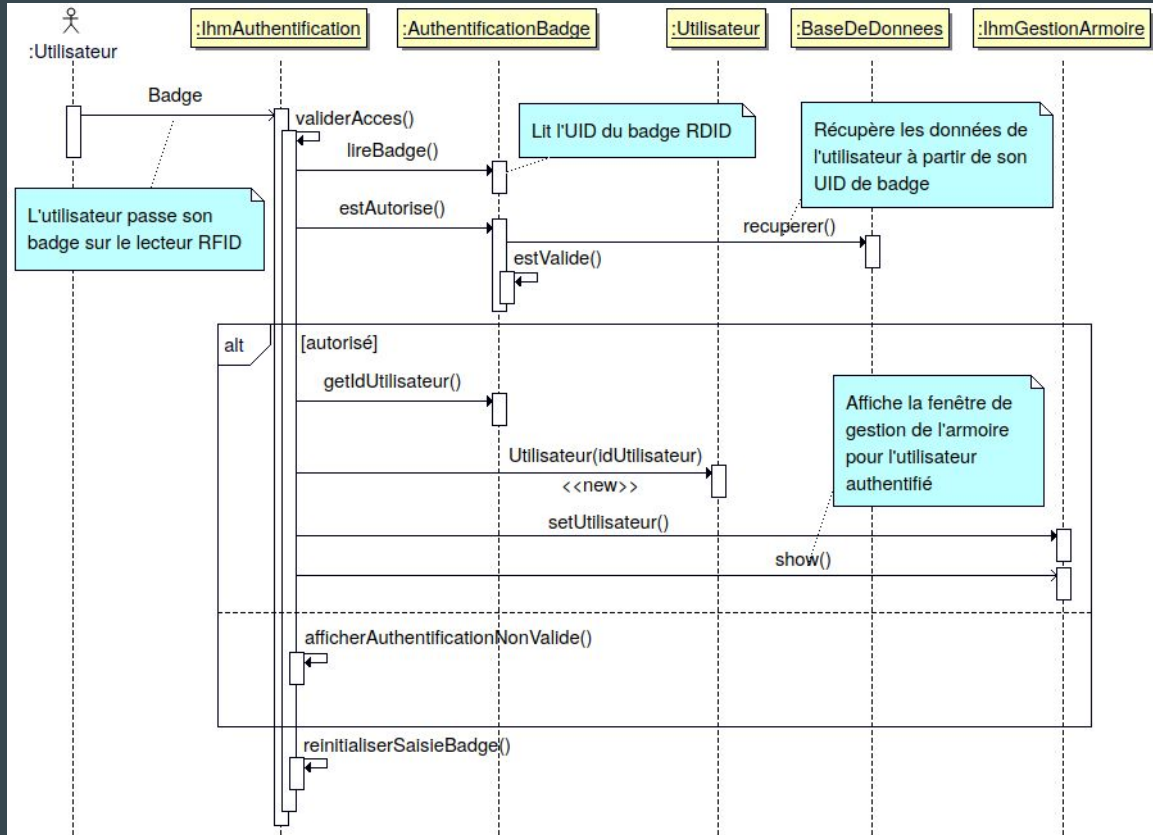 :Utilisateur
:IhmAuthentification
:AuthentificationBadge
:Utilisateur
:BaseDeDonnees
:IhmGestionArmoire
Badge
validerAcces()
lireBadge()
Lit l'UID du badge RDID
Récupère les données de
l'utilisateur à partir de son
UID de badge
L'utilisateur passe son
badge sur le lecteur RFID
estAutorise()
recuperer()
estValide()
alt
[autorisé]
getIdUtilisateur()
Affiche la fenêtre de
gestion de l'armoire
pour l'utilisateur
authentifié
Utilisateur(idUtilisateur)
<<new>>
setUtilisateur()
show()
afficherAuthentificationNonValide()
reinitialiserSaisieBadge()